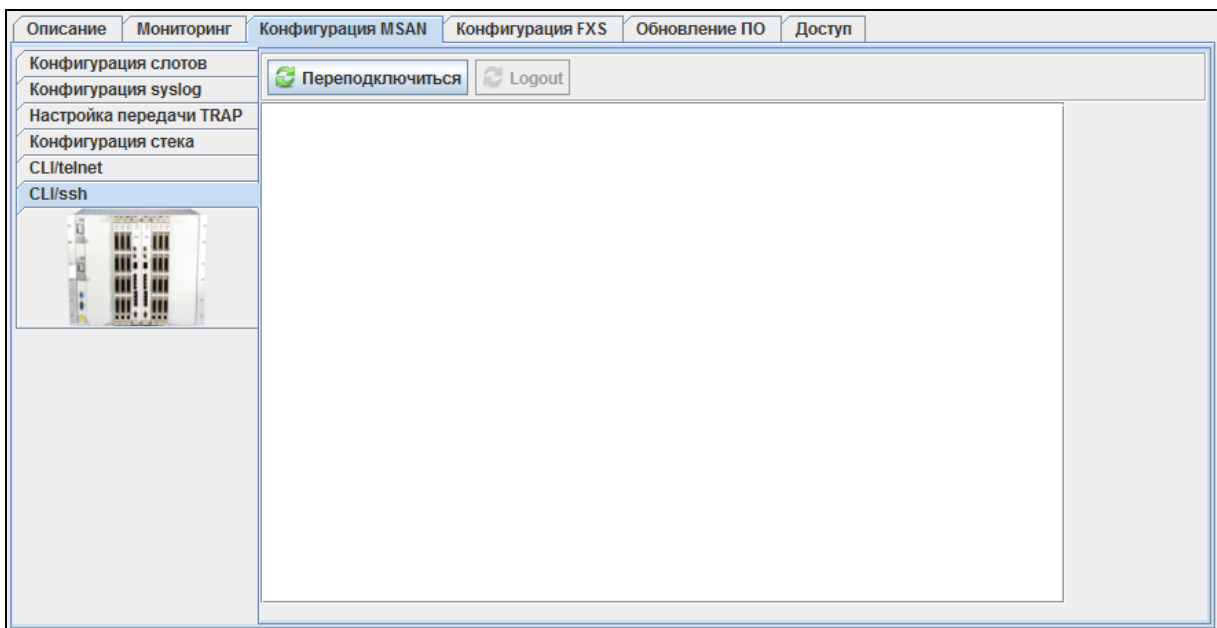 Описание Мониторинг Конфигурация MSAN Конфигурация FXS Обновление ПО Доступ
Конфигурация слотов
Конфигурация syslog
Настройка передачи TRAP
Конфигурация стека
CLI/telnet
CLI/ssh
Переподключиться Logout